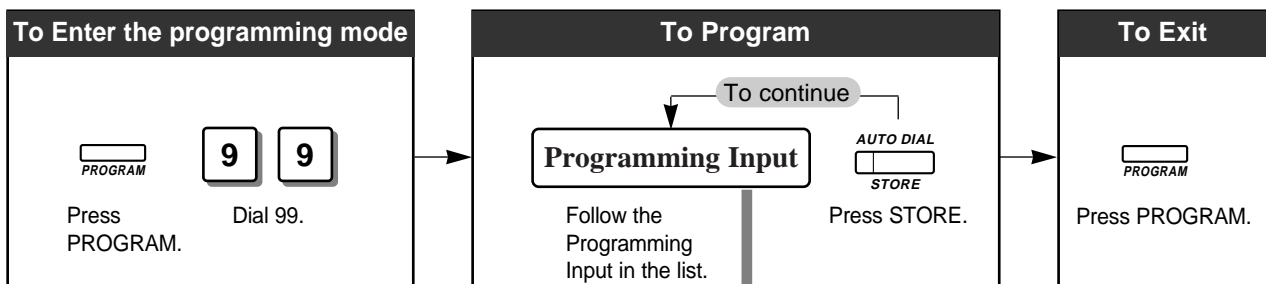 To Enter the programming mode
PROGRAM
9 9
Press
PROGRAM.
Dial 99.
To Program
To continue
Programming Input
AUTO DIAL
STORE
Follow the
Programming
Input in the list.
Press STORE.
To Exit
PROGRAM
Press PROGRAM.